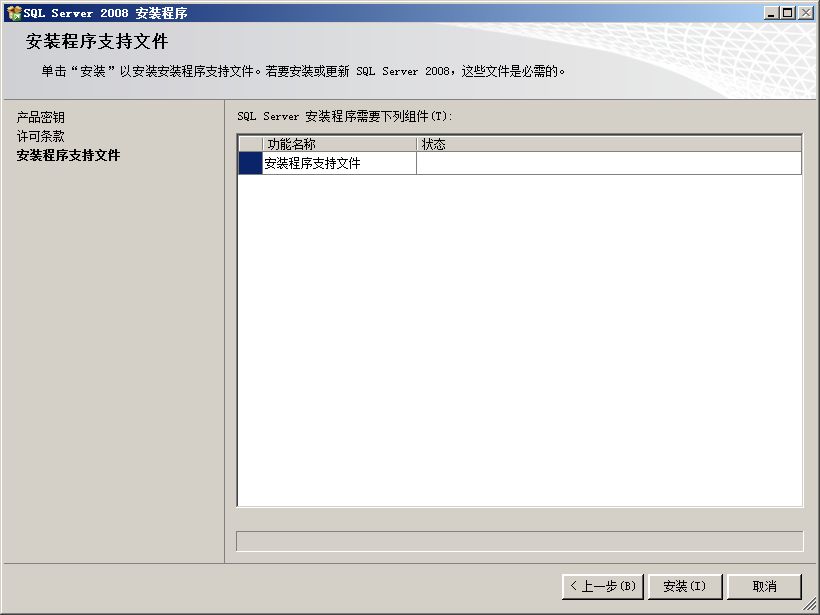 SQL Server 2008 安装程序
安装程序支持文件
单击“安装”以安装安装程序支持文件。若要安装或更新 SQL Server 2008，这些文件是必需的。
产品密钥
许可条款
安装程序支持文件
SQL Server 安装程序需要下列组件(T):
功能名称 状态
安装程序支持文件
< 上一步(B) 安装(I) 取消